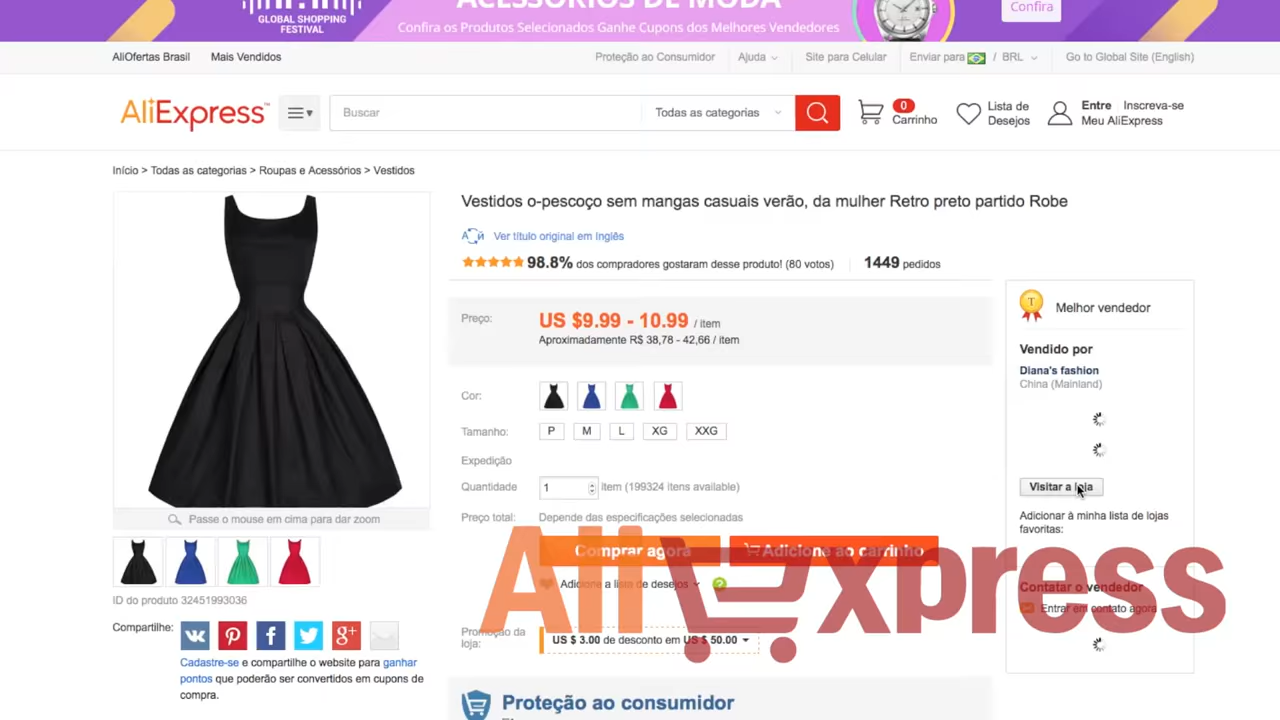 ACESSÓRIOS DE MODA
GLOBAL SHOPPING
FESTIVAL
Confira os Produtos Selecionados Ganhe Cupons dos Melhores Vendedores
Confira
AliOfertas Brasil Mais Vendidos Proteção ao Consumidor Ajuda Site para Celular Enviar para / BRL Go to Global Site (English)
AliExpress™ Buscar Todas as categorias 0 Carrinho Lista de Desejos Entre Inscreva-se Meu AliExpress
Início > Todas as categorias > Roupas e Acessórios > Vestidos
Vestidos o-pescoço sem mangas casuais verão, da mulher Retro preto partido Robe
Ver título original em Inglês
98.8% dos compradores gostaram desse produto! (80 votos) 1449 pedidos
Preço: US $9.99 - 10.99 / item
Aproximadamente R$ 38,78 - 42,66 / item
Cor:
Tamanho: P M L XG XXG
Expedição
Quantidade 1 item (199324 itens available)
Preço total: Depende das especificações selecionadas
Comprar agora Adicione ao carrinho
Adicione a lista de desejos ?
Promoção da loja: US $ 3.00 de desconto em US $ 50.00
Proteção ao consumidor
T Melhor vendedor
Vendido por
Diana's fashion
China (Mainland)
Visitar a loja
Adicionar à minha lista de lojas
favoritas:
Contatar o vendedor
Entrar em contato agora
AliExpress
Passe o mouse em cima para dar zoom
ID do produto 32451993036
Compartilhe:
Cadastre-se e compartilhe o website para ganhar
pontos que poderão ser convertidos em cupons de
compra.